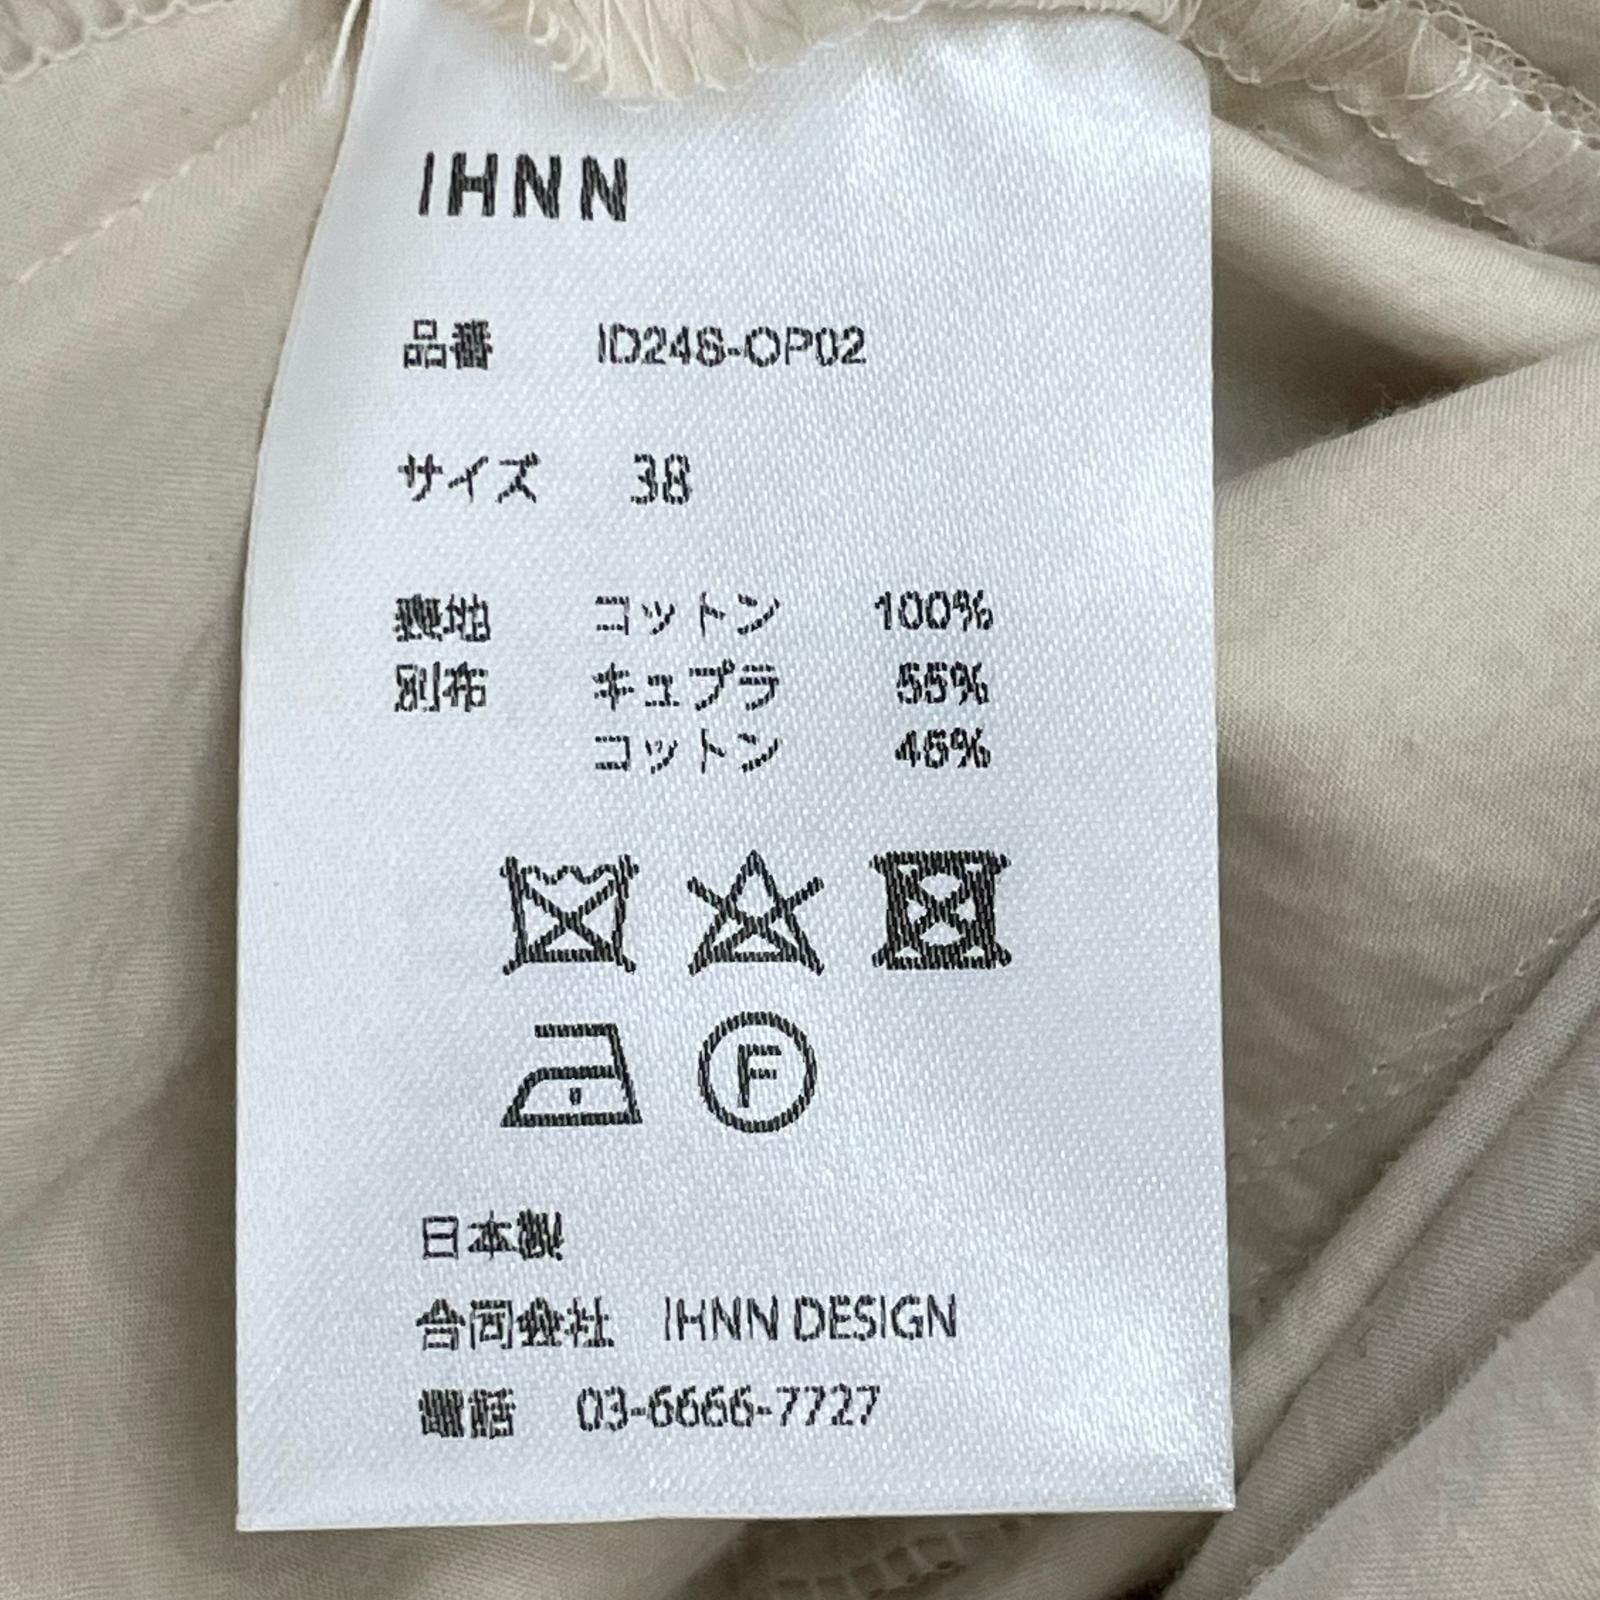 IHNN
品番 ID24S-OP02
サイズ 38
表地 コットン 100%
別布 キュプラ 55%
コットン 45%
F
日本製
合同会社 IHNN DESIGN
電話 03-6666-7727